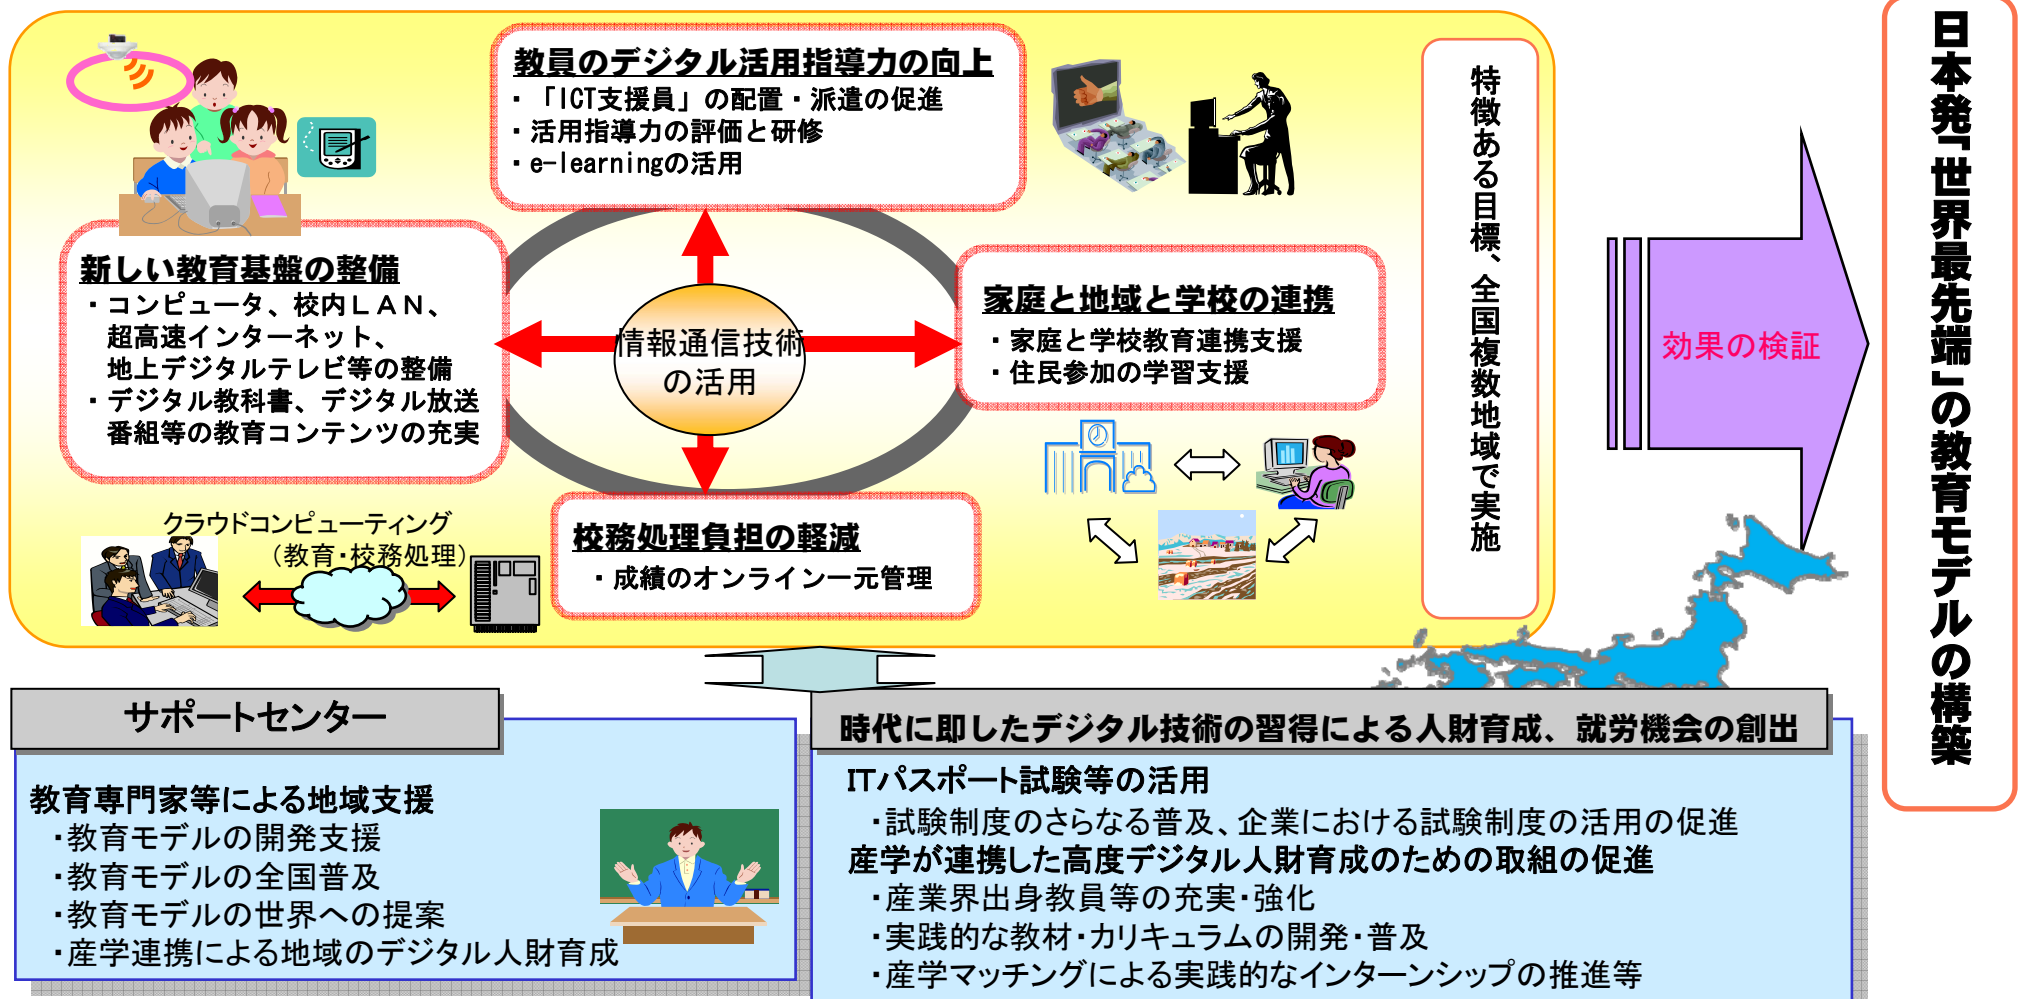 教員のデジタル活用指導力の向上
・「ICT支援員」の配置・派遣の促進
・活用指導力の評価と研修
・e-learningの活用
新しい教育基盤の整備
・コンピュータ、校内ＬＡＮ、
超高速インターネット、
地上デジタルテレビ等の整備
・デジタル教科書、デジタル放送
番組等の教育コンテンツの充実
情報通信技術
の活用
家庭と地域と学校の連携
・家庭と学校教育連携支援
・住民参加の学習支援
校務処理負担の軽減
・成績のオンライン一元管理
クラウドコンピューティング
（教育・校務処理）
特徴ある目標、全国複数地域で実施
効果の検証
日本発「世界最先端」の教育モデルの構築
サポートセンター
教育専門家等による地域支援
・教育モデルの開発支援
・教育モデルの全国普及
・教育モデルの世界への提案
・産学連携による地域のデジタル人財育成
時代に即したデジタル技術の習得による人財育成、就労機会の創出
ITパスポート試験等の活用
・試験制度のさらなる普及、企業における試験制度の活用の促進
産学が連携した高度デジタル人財育成のための取組の促進
・産業界出身教員等の充実・強化
・実践的な教材・カリキュラムの開発・普及
・産学マッチングによる実践的なインターンシップの推進等